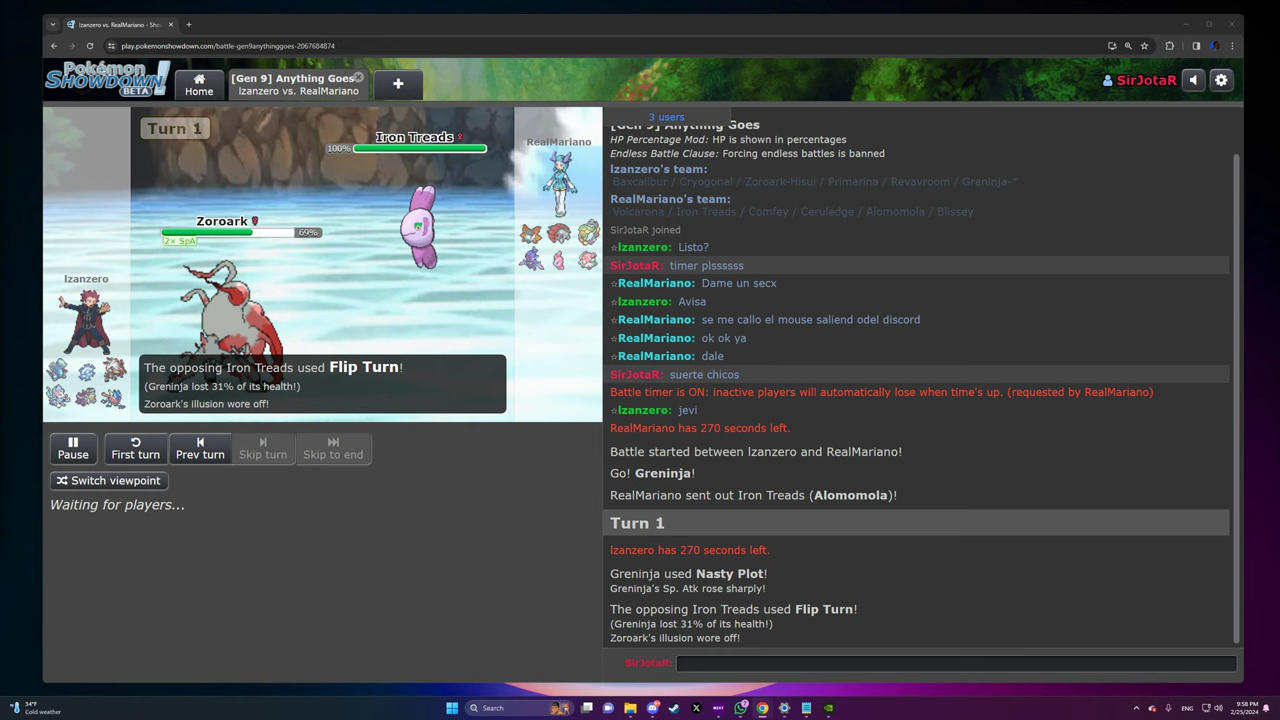 Izanzero vs. RealMariano - Sho
play.pokemonshowdown.com/battle-gen9anythinggoes-2067684874
Pokémon
SHOWDOWN!
BETA
Home
[Gen 9] Anything Goes
Izanzero vs. RealMariano
SirJotaR
Turn 1
Iron Treads
100%
Zoroark
69%
2× SpA
RealMariano
Izanzero
The opposing Iron Treads used Flip Turn!
(Greninja lost 31% of its health!)
Zoroark's illusion wore off!
Pause
First turn
Prev turn
Skip turn
Skip to end
Switch viewpoint
Waiting for players...
3 users
[Gen 9] Anything Goes
HP Percentage Mod: HP is shown in percentages
Endless Battle Clause: Forcing endless battles is banned
Izanzero's team:
Baxcalibur / Cryogonal / Zoroark-Hisui / Primarina / Revavroom / Greninja-*
RealMariano's team:
Volcarona / Iron Treads / Comfey / Ceruledge / Alomomola / Blissey
SirJotaR joined
☆Izanzero: Listo?
SirJotaR: timer plssssss
☆RealMariano: Dame un secx
☆Izanzero: Avisa
☆RealMariano: se me callo el mouse saliend odel discord
☆RealMariano: ok ok ya
☆RealMariano: dale
SirJotaR: suerte chicos
Battle timer is ON: inactive players will automatically lose when time's up. (requested by RealMariano)
☆Izanzero: jevi
RealMariano has 270 seconds left.
Battle started between Izanzero and RealMariano!
Go! Greninja!
RealMariano sent out Iron Treads (Alomomola)!
Turn 1
Izanzero has 270 seconds left.
Greninja used Nasty Plot!
Greninja's Sp. Atk rose sharply!
The opposing Iron Treads used Flip Turn!
(Greninja lost 31% of its health!)
Zoroark's illusion wore off!
SirJotaR:
34°F
Cold weather
Search
NEXT
ENG
9:58 PM
2/25/2024